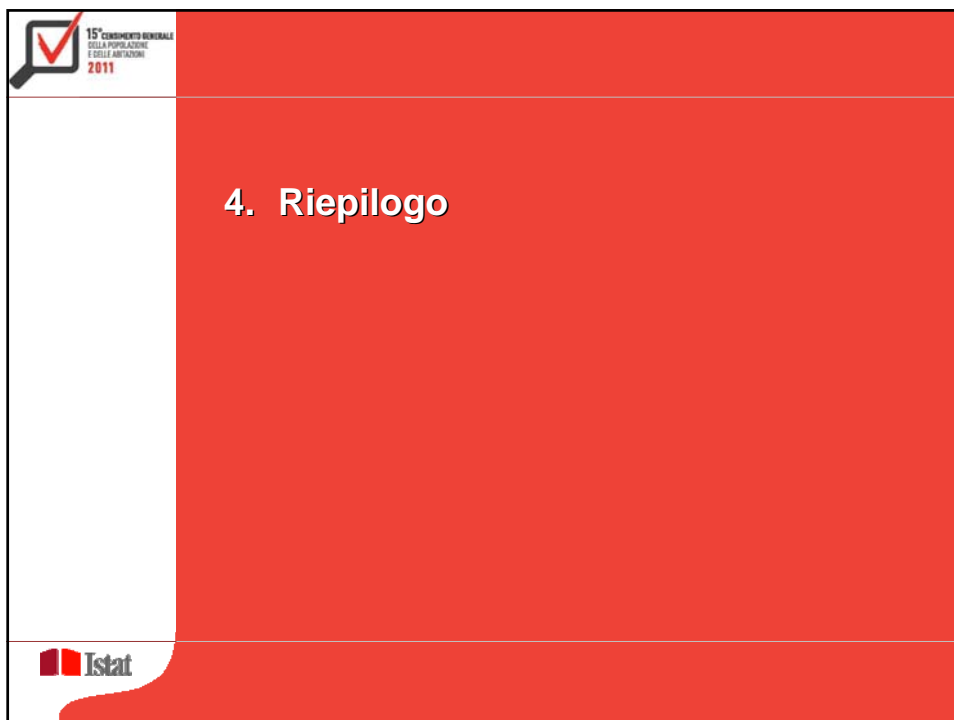 15° CENSIMENTO GENERALE
DELLA POPOLAZIONE
E DELLE ABITAZIONI
2011
4. Riepilogo
Istat